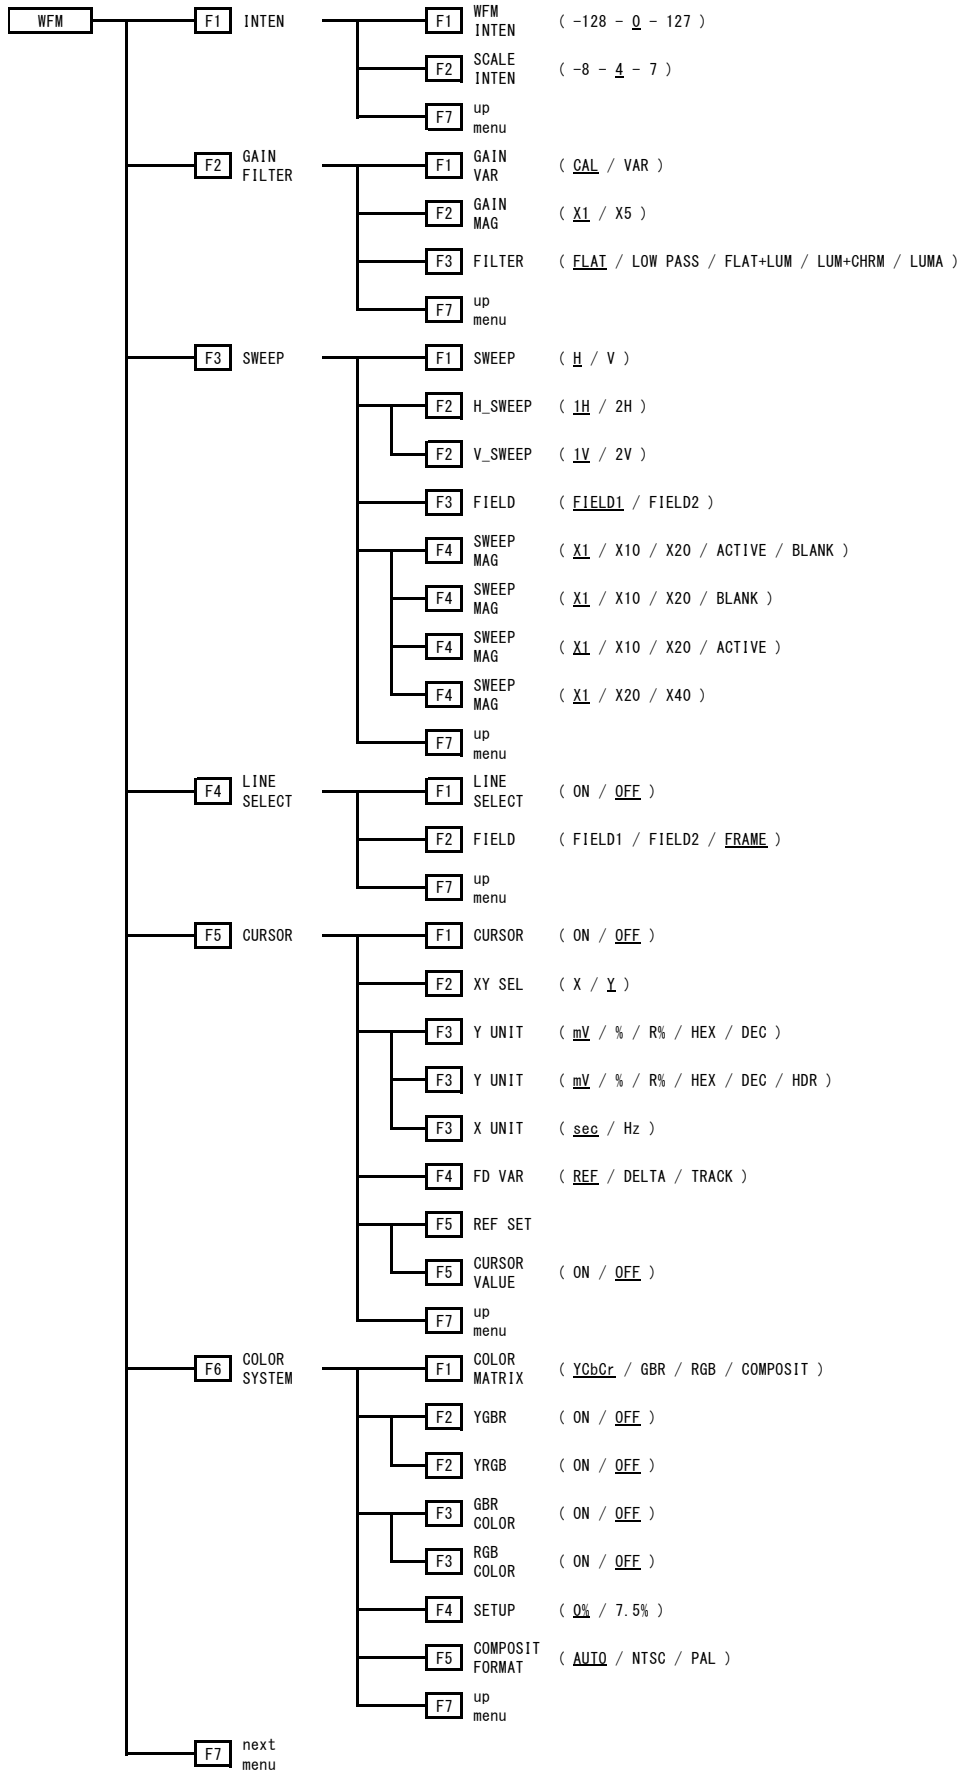 WFM
F1 INTEN
F1 WFM INTEN ( -128 - 0 - 127 )
F2 SCALE INTEN ( -8 - 4 - 7 )
F7 up menu
F2 GAIN FILTER
F1 GAIN VAR ( CAL / VAR )
F2 GAIN MAG ( X1 / X5 )
F3 FILTER ( FLAT / LOW PASS / FLAT+LUM / LUM+CHRM / LUMA )
F7 up menu
F3 SWEEP
F1 SWEEP ( H / V )
F2 H_SWEEP ( 1H / 2H )
F2 V_SWEEP ( 1V / 2V )
F3 FIELD ( FIELD1 / FIELD2 )
F4 SWEEP MAG ( X1 / X10 / X20 / ACTIVE / BLANK )
F4 SWEEP MAG ( X1 / X10 / X20 / BLANK )
F4 SWEEP MAG ( X1 / X10 / X20 / ACTIVE )
F4 SWEEP MAG ( X1 / X20 / X40 )
F7 up menu
F4 LINE SELECT
F1 LINE SELECT ( ON / OFF )
F2 FIELD ( FIELD1 / FIELD2 / FRAME )
F7 up menu
F5 CURSOR
F1 CURSOR ( ON / OFF )
F2 XY SEL ( X / Y )
F3 Y UNIT ( mV / % / R% / HEX / DEC )
F3 Y UNIT ( mV / % / R% / HEX / DEC / HDR )
F3 X UNIT ( sec / Hz )
F4 FD VAR ( REF / DELTA / TRACK )
F5 REF SET
F5 CURSOR VALUE ( ON / OFF )
F7 up menu
F6 COLOR SYSTEM
F1 COLOR MATRIX ( YCbCr / GBR / RGB / COMPOSIT )
F2 YGBR ( ON / OFF )
F2 YRGB ( ON / OFF )
F3 GBR COLOR ( ON / OFF )
F3 RGB COLOR ( ON / OFF )
F4 SETUP ( 0% / 7.5% )
F5 COMPOSIT FORMAT ( AUTO / NTSC / PAL )
F7 up menu
F7 next menu